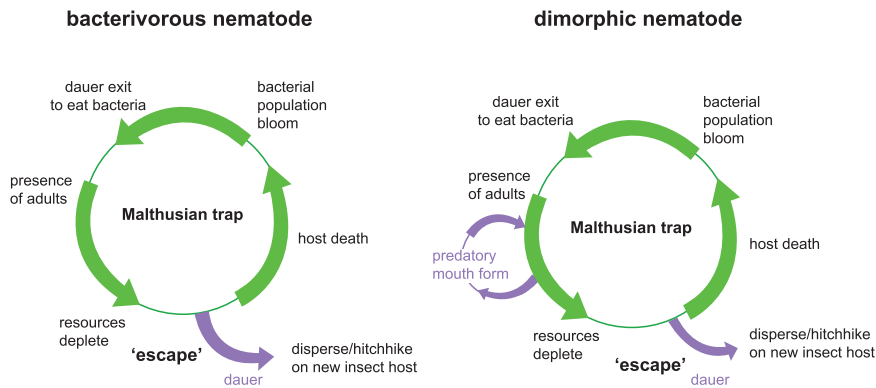 bacterivorous nematode
dauer exit
to eat bacteria
bacterial
population
bloom
presence
of adults
Malthusian trap
host death
resources
deplete
‘escape’
disperse/hitchhike
on new insect host
dauer
dimorphic nematode
dauer exit
to eat bacteria
bacterial
population
bloom
presence
of adults
Malthusian trap
predatory
mouth form
host death
resources
deplete
‘escape’
disperse/hitchhike
on new insect host
dauer